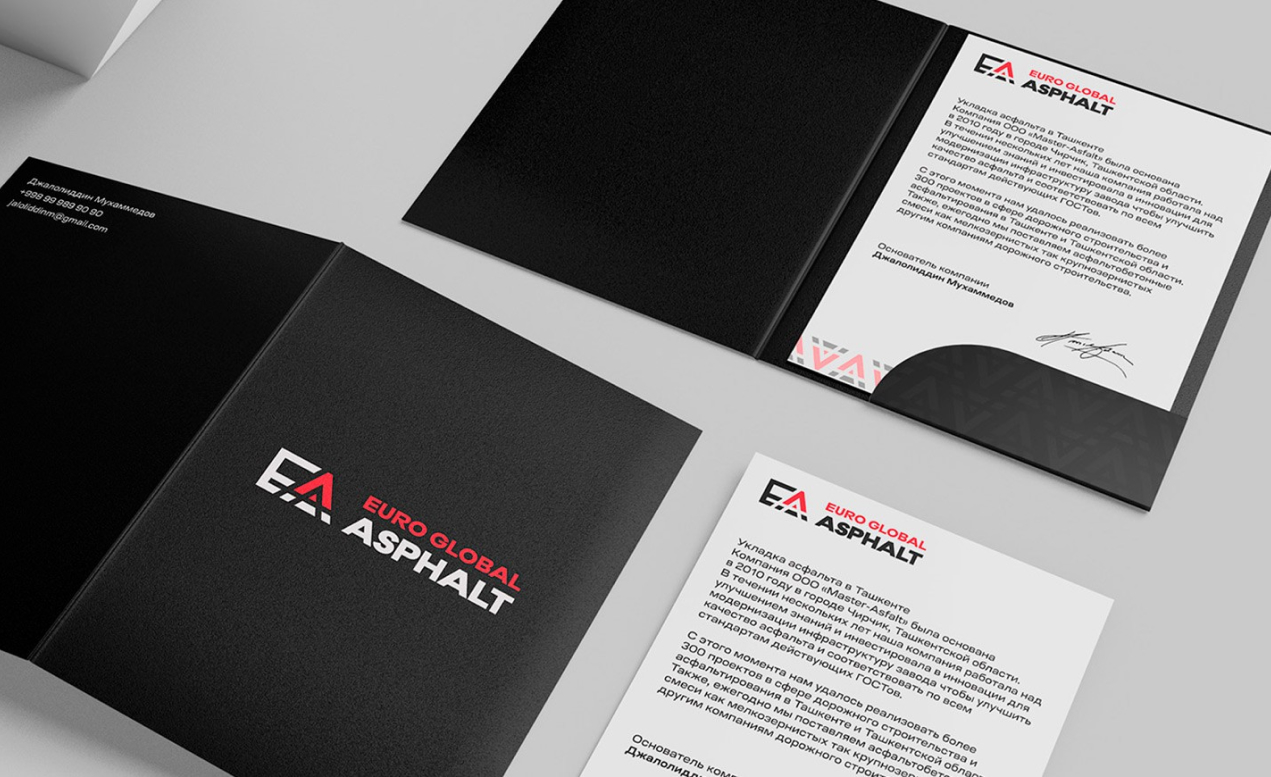 Джалолиддин Мухаммедов
+998 99 989 90 90
jaloliddinm@gmail.com
EA EURO GLOBAL
ASPHALT
EA EURO GLOBAL
ASPHALT
Укладка асфальта в Ташкенте
Компания ООО «Master-Asfalt» была основана
в 2010 году в городе Чирчик, Ташкентской области.
В течении нескольких лет наша компания работала над
улучшением знаний и инвестировала в инновации для
модернизации инфраструктуру завода чтобы улучшить
качество асфальта и соответствовать по всем
стандартам действующих ГОСТов.
С этого момента нам удалось реализовать более
300 проектов в сфере дорожного строительства и
асфальтирования в Ташкенте и Ташкентской области.
Также, ежегодно мы поставляем асфальтобетонные
смеси как мелкозернистых так крупнозернистых
другим компаниям дорожного строительства.
Основатель компании
Джалолиддин Мухаммедов
EA EURO GLOBAL
ASPHALT
Укладка асфальта в Ташкенте
Компания ООО «Master-Asfalt» была основана
в 2010 году в городе Чирчик, Ташкентской области.
В течении нескольких лет наша компания работала над
улучшением знаний и инвестировала в инновации для
модернизации инфраструктуру завода чтобы улучшить
качество асфальта и соответствовать по всем
стандартам действующих ГОСТов.
С этого момента нам удалось реализовать более
300 проектов в сфере дорожного строительства и
асфальтирования в Ташкенте и Ташкентской облас
Также, ежегодно мы поставляем асфальтобето
смеси как мелкозернистых так крупнозернис
другим компаниям дорожного строи
Основатель комп
Джалолид